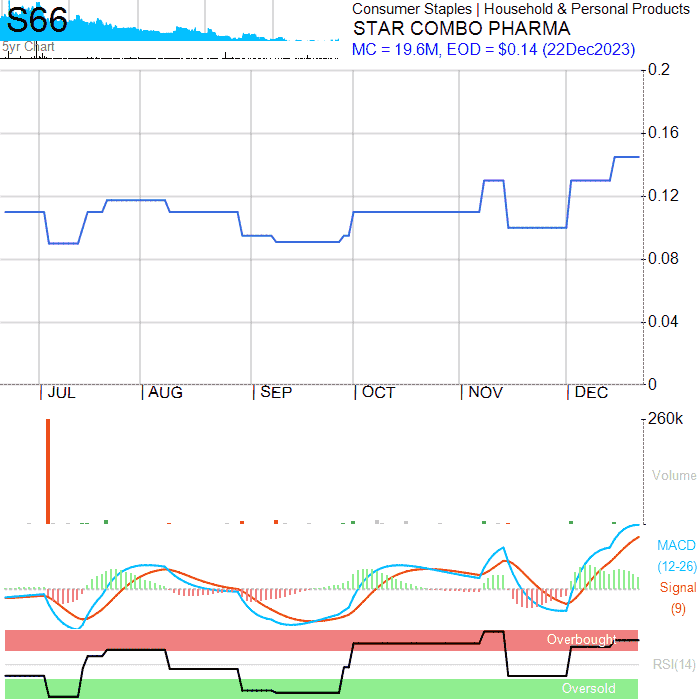 S66
5yr Chart
Consumer Staples | Household & Personal Products
STAR COMBO PHARMA
MC = 19.6M, EOD = $0.14 (22Dec2023)
0.2
0.16
0.12
0.08
0.04
0
JUL AUG SEP OCT NOV DEC
260k
Volume
MACD
(12-26)
Signal
(9)
Overbought
RSI(14)
Oversold